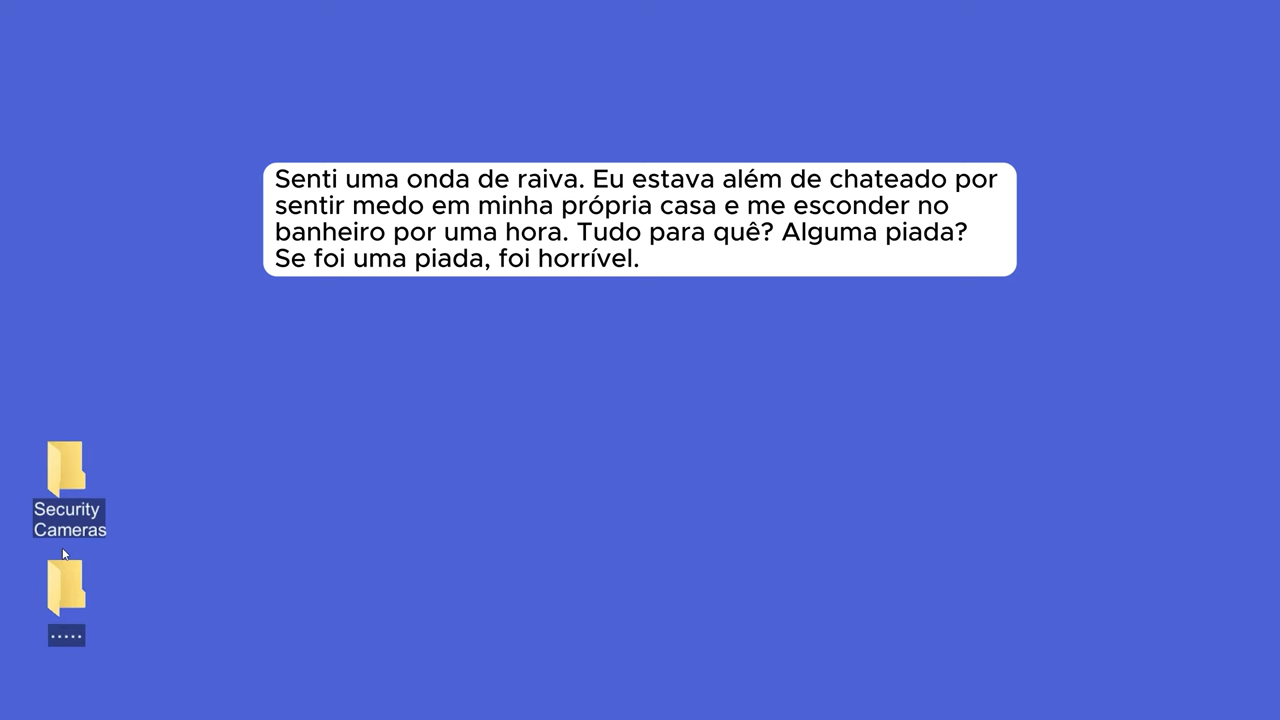 Senti uma onda de raiva. Eu estava além de chateado por
sentir medo em minha própria casa e me esconder no
banheiro por uma hora. Tudo para quê? Alguma piada?
Se foi uma piada, foi horrível.
Security
Cameras
.....